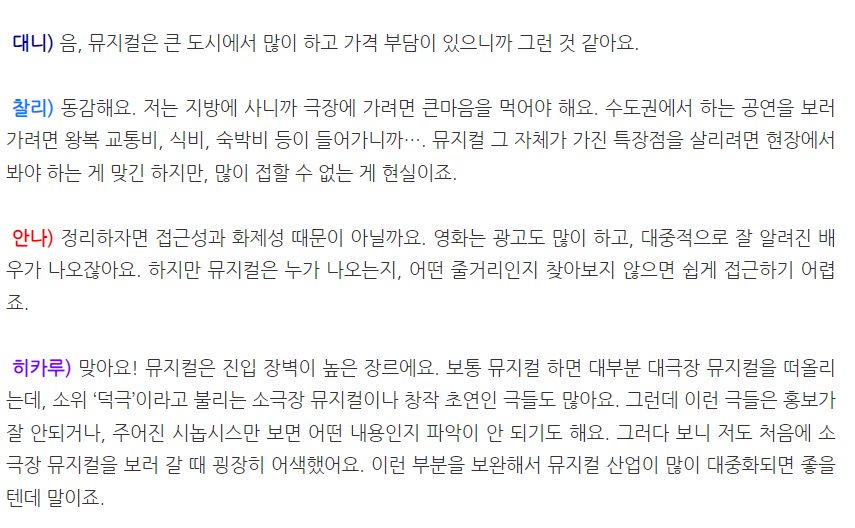 대니) 음, 뮤지컬은 큰 도시에서 많이 하고 가격 부담이 있으니까 그런 것 같아요.
찰리) 동감해요. 저는 지방에 사니까 극장에 가려면 큰마음을 먹어야 해요. 수도권에서 하는 공연을 보러
가려면 왕복 교통비, 식비, 숙박비 등이 들어가니까…. 뮤지컬 그 자체가 가진 특장점을 살리려면 현장에서
봐야 하는 게 맞긴 하지만, 많이 접할 수 없는 게 현실이죠.
안나) 정리하자면 접근성과 화제성 때문이 아닐까요. 영화는 광고도 많이 하고, 대중적으로 잘 알려진 배
우가 나오잖아요. 하지만 뮤지컬은 누가 나오는지, 어떤 줄거리인지 찾아보지 않으면 쉽게 접근하기 어렵
죠.
히카루) 맞아요! 뮤지컬은 진입 장벽이 높은 장르에요. 보통 뮤지컬 하면 대부분 대극장 뮤지컬을 떠올리
는데, 소위 ‘덕극’이라고 불리는 소극장 뮤지컬이나 창작 초연인 극들도 많아요. 그런데 이런 극들은 홍보가
잘 안되거나, 주어진 시놉시스만 보면 어떤 내용인지 파악이 안 되기도 해요. 그러다 보니 저도 처음에 소
극장 뮤지컬을 보러 갈 때 굉장히 어색했어요. 이런 부분을 보완해서 뮤지컬 산업이 많이 대중화되면 좋을
텐데 말이죠.